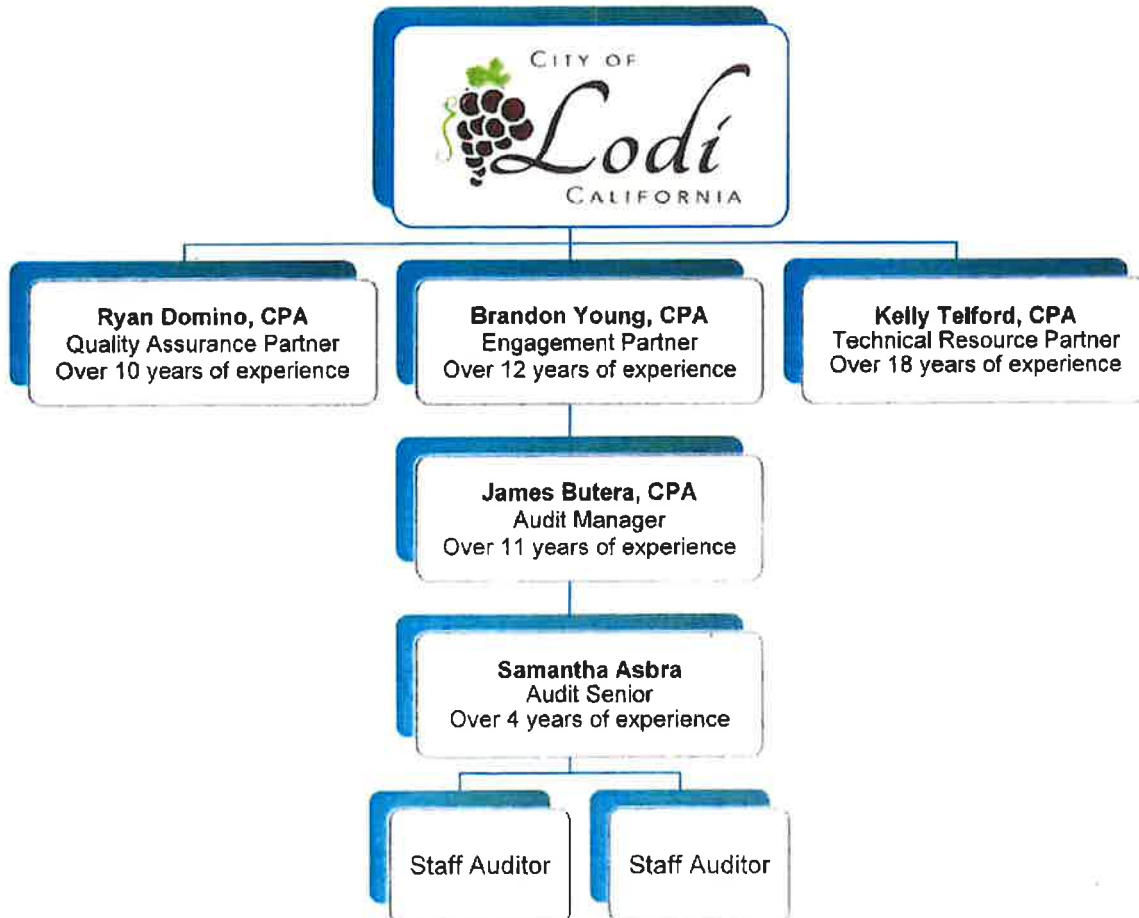 CITY OF
Lodi
CALIFORNIA
Ryan Domino, CPA
Quality Assurance Partner
Over 10 years of experience
Brandon Young, CPA
Engagement Partner
Over 12 years of experience
Kelly Telford, CPA
Technical Resource Partner
Over 18 years of experience
James Butera, CPA
Audit Manager
Over 11 years of experience
Samantha Asbra
Audit Senior
Over 4 years of experience
Staff Auditor
Staff Auditor